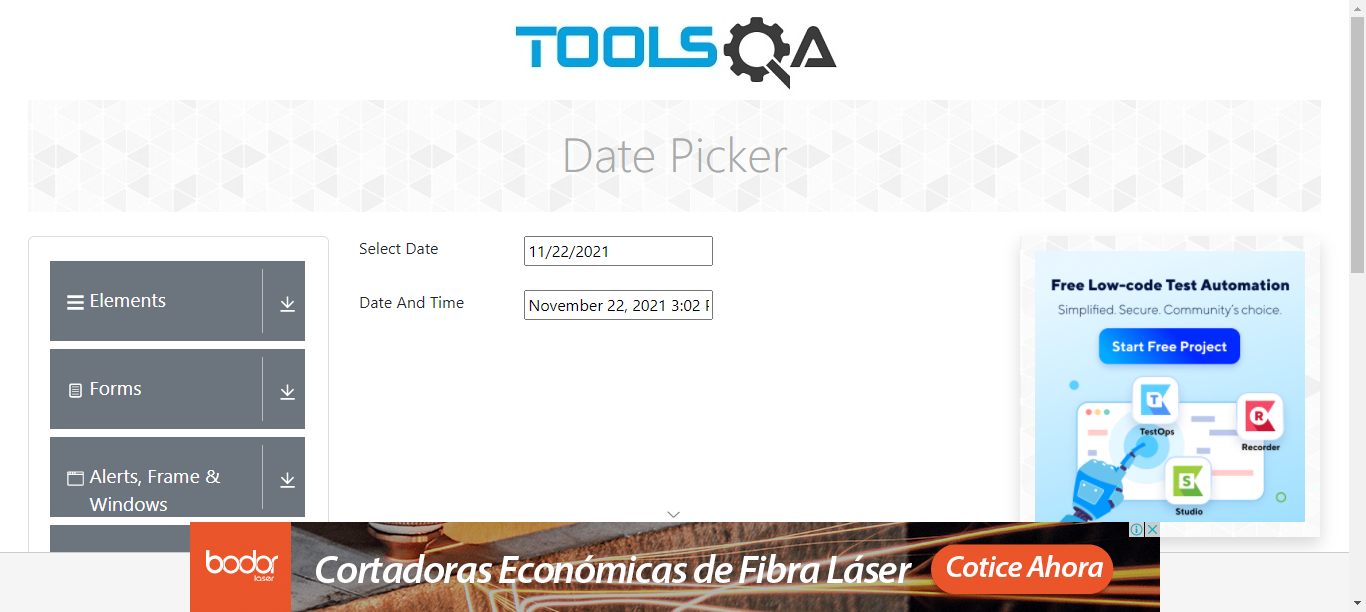 TOOLSQA
Date Picker
Select Date
11/22/2021
Date And Time
November 22, 2021 3:02
Elements
Forms
Alerts, Frame &
Windows
Free Low-code Test Automation
Simplified. Secure. Community's choice.
Start Free Project
T
TestOps
R
Recorder
S
Studio
bodor
laser
Cortadoras Económicas de Fibra Láser
Cotice Ahora